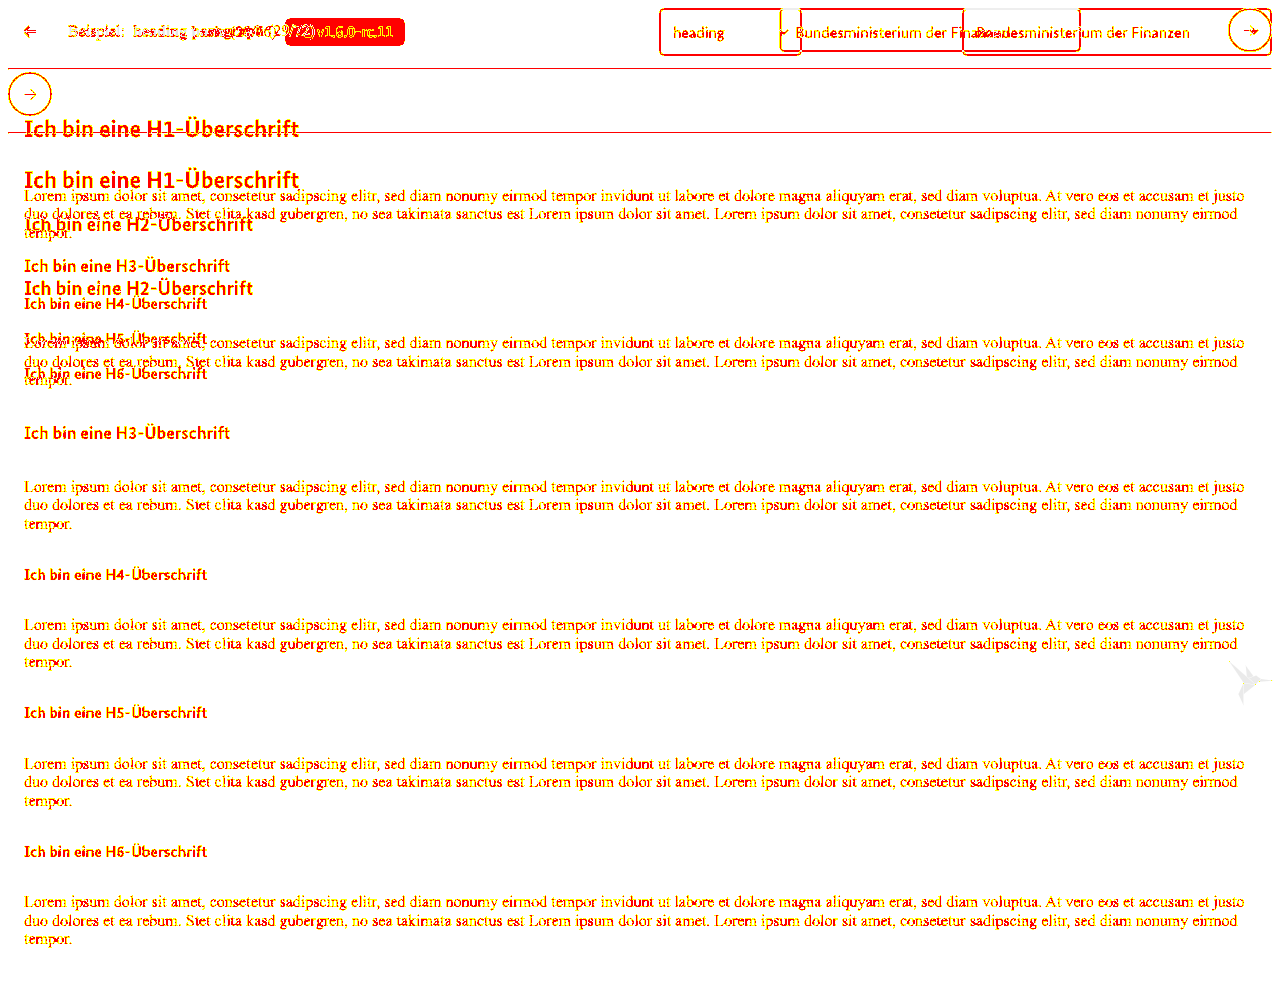 Beispiel: heading v1.6.0-rc.11 heading Bundesministerium der Finanzen Bundesministerium der Finanzen
Ich bin eine H1-Überschrift
Ich bin eine H1-Überschrift
Lorem ipsum dolor sit amet, consetetur sadipscing elitr, sed diam nonumy eirmod tempor invidunt ut labore et dolore magna aliquyam erat, sed diam voluptua. At vero eos et accusam et justo
duo dolores et ea rebum. Stet clita kasd gubergren, no sea takimata sanctus est Lorem ipsum dolor sit amet. Lorem ipsum dolor sit amet, consetetur sadipscing elitr, sed diam nonumy eirmod
Ich bin eine H2-Überschrift
tempor.
Ich bin eine H3-Überschrift
Ich bin eine H2-Überschrift
Ich bin eine H4-Überschrift
Ich bin eine H5-Überschrift
Lorem ipsum dolor sit amet, consetetur sadipscing elitr, sed diam nonumy eirmod tempor invidunt ut labore et dolore magna aliquyam erat, sed diam voluptua. At vero eos et accusam et justo
duo dolores et ea rebum. Stet clita kasd gubergren, no sea takimata sanctus est Lorem ipsum dolor sit amet. Lorem ipsum dolor sit amet, consetetur sadipscing elitr, sed diam nonumy eirmod
Ich bin eine H6-Überschrift
tempor.
Ich bin eine H3-Überschrift
Lorem ipsum dolor sit amet, consetetur sadipscing elitr, sed diam nonumy eirmod tempor invidunt ut labore et dolore magna aliquyam erat, sed diam voluptua. At vero eos et accusam et justo
duo dolores et ea rebum. Stet clita kasd gubergren, no sea takimata sanctus est Lorem ipsum dolor sit amet. Lorem ipsum dolor sit amet, consetetur sadipscing elitr, sed diam nonumy eirmod
tempor.
Ich bin eine H4-Überschrift
Lorem ipsum dolor sit amet, consetetur sadipscing elitr, sed diam nonumy eirmod tempor invidunt ut labore et dolore magna aliquyam erat, sed diam voluptua. At vero eos et accusam et justo
duo dolores et ea rebum. Stet clita kasd gubergren, no sea takimata sanctus est Lorem ipsum dolor sit amet. Lorem ipsum dolor sit amet, consetetur sadipscing elitr, sed diam nonumy eirmod
tempor.
Ich bin eine H5-Überschrift
Lorem ipsum dolor sit amet, consetetur sadipscing elitr, sed diam nonumy eirmod tempor invidunt ut labore et dolore magna aliquyam erat, sed diam voluptua. At vero eos et accusam et justo
duo dolores et ea rebum. Stet clita kasd gubergren, no sea takimata sanctus est Lorem ipsum dolor sit amet. Lorem ipsum dolor sit amet, consetetur sadipscing elitr, sed diam nonumy eirmod
tempor.
Ich bin eine H6-Überschrift
Lorem ipsum dolor sit amet, consetetur sadipscing elitr, sed diam nonumy eirmod tempor invidunt ut labore et dolore magna aliquyam erat, sed diam voluptua. At vero eos et accusam et justo
duo dolores et ea rebum. Stet clita kasd gubergren, no sea takimata sanctus est Lorem ipsum dolor sit amet. Lorem ipsum dolor sit amet, consetetur sadipscing elitr, sed diam nonumy eirmod
tempor.